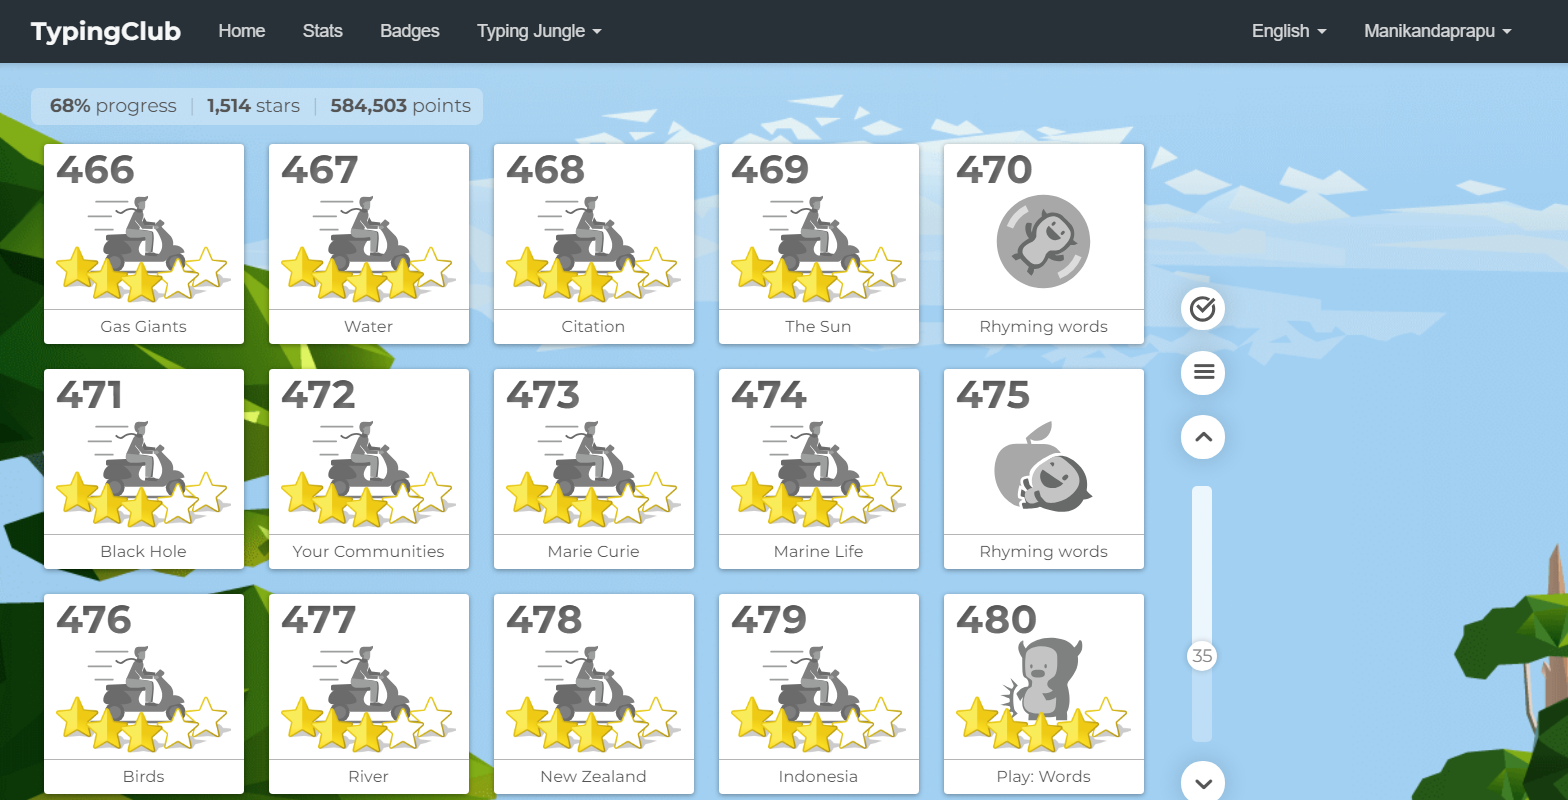 TypingClub Home Stats Badges Typing Jungle English Manikandaprapu
68% progress | 1,514 stars | 584,503 points
466 467 468 469 470
Gas Giants Water Citation The Sun Rhyming words
471 472 473 474 475
Black Hole Your Communities Marie Curie Marine Life Rhyming words
476 477 478 479 480
35
Birds River New Zealand Indonesia Play: Words